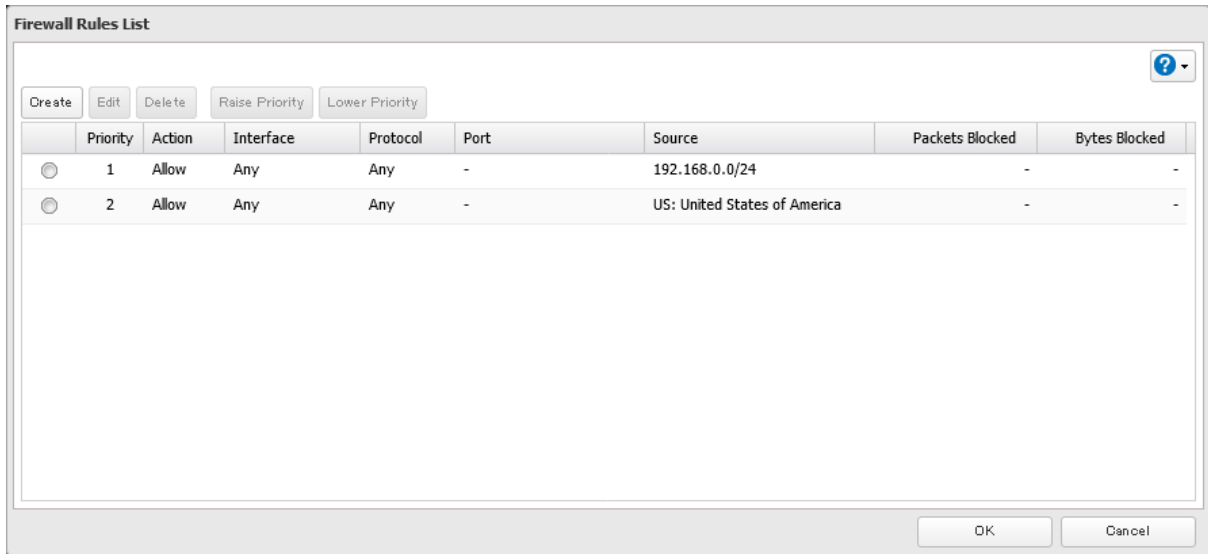 Firewall Rules List
?
Create Edit Delete Raise Priority Lower Priority
Priority Action Interface Protocol Port Source Packets Blocked Bytes Blocked
1 Allow Any Any - 192.168.0.0/24 - -
2 Allow Any Any - US: United States of America - -
OK Cancel